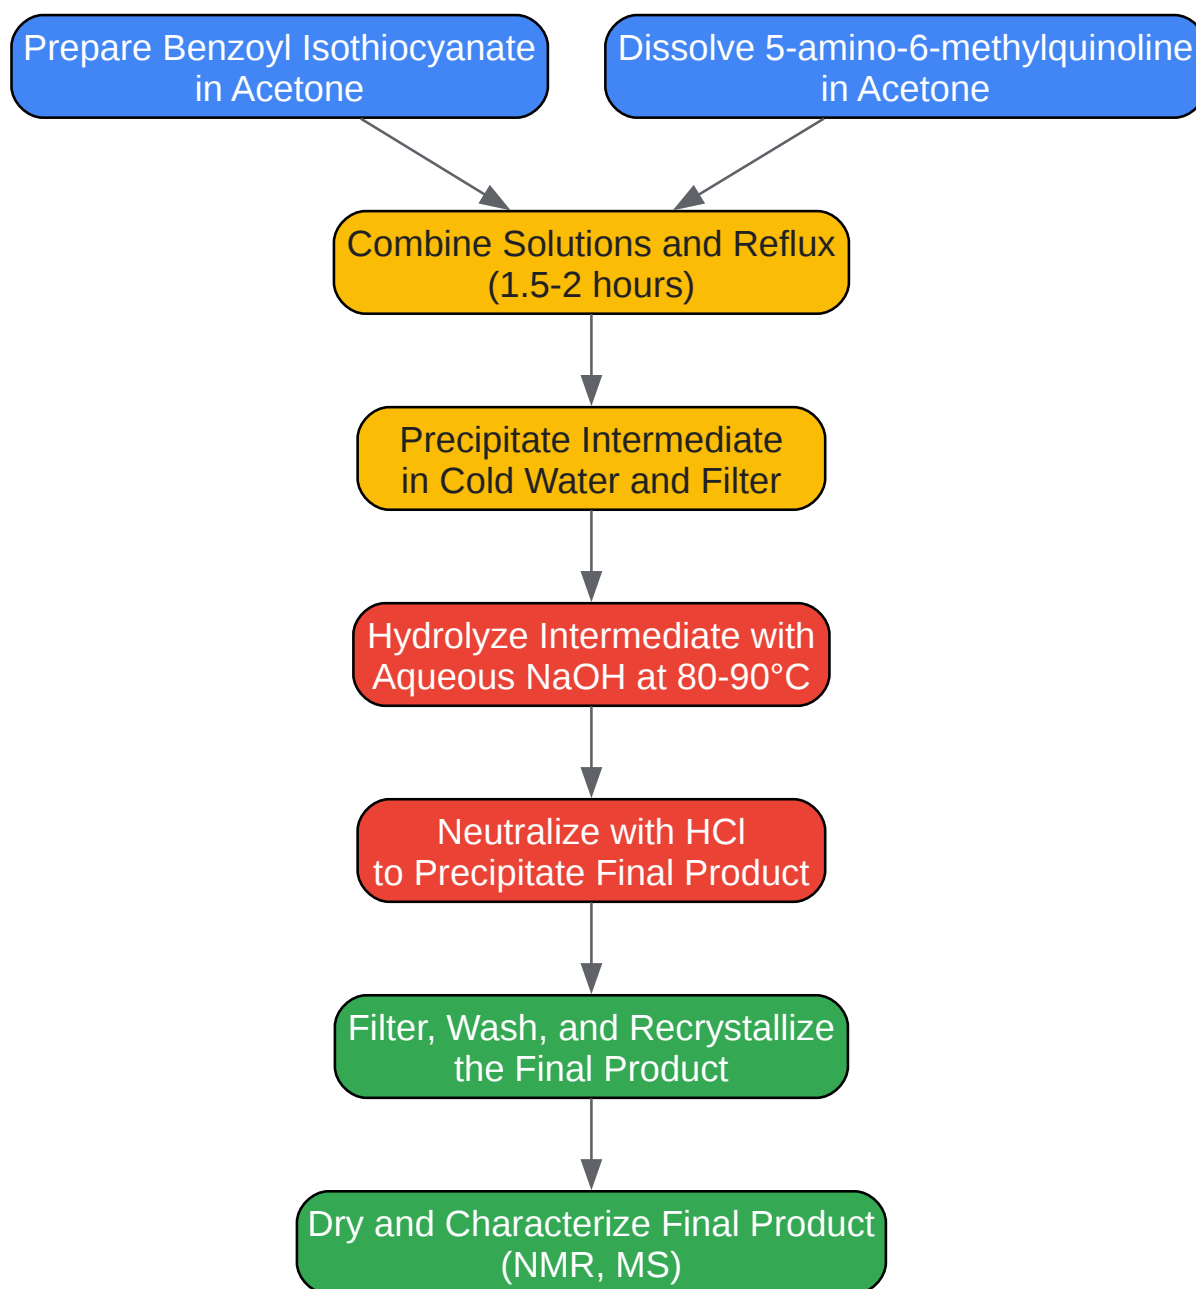 Prepare Benzoyl Isothiocyanate
in Acetone
Dissolve 5-amino-6-methylquinoline
in Acetone
Combine Solutions and Reflux
(1.5-2 hours)
Precipitate Intermediate
in Cold Water and Filter
Hydrolyze Intermediate with
Aqueous NaOH at 80-90°C
Neutralize with HCl
to Precipitate Final Product
Filter, Wash, and Recrystallize
the Final Product
Dry and Characterize Final Product
(NMR, MS)